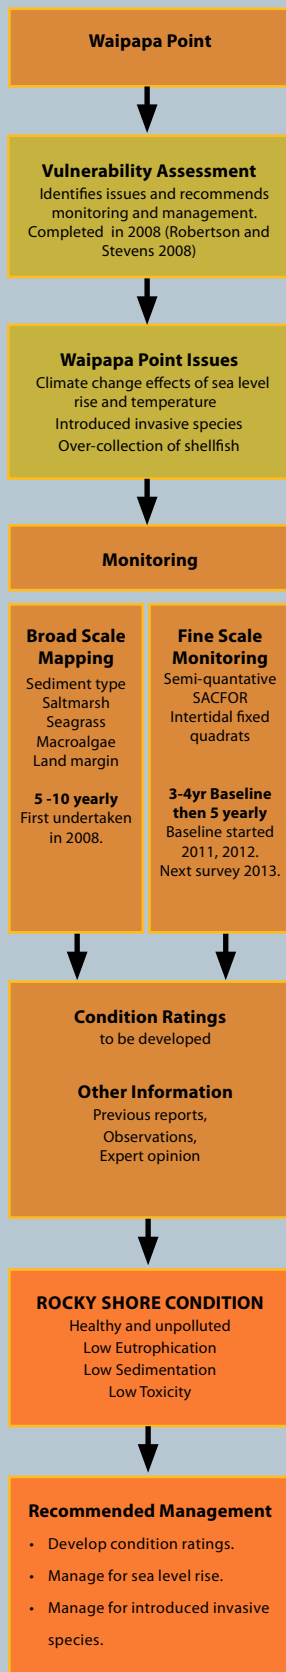 Waipapa Point
Vulnerability Assessment
Identifies issues and recommends
monitoring and management.
Completed in 2008 (Robertson and
Stevens 2008)
Waipapa Point Issues
Climate change effects of sea level
rise and temperature
Introduced invasive species
Over-collection of shellfish
Monitoring
Broad Scale
Mapping
Sediment type
Saltmarsh
Seagrass
Macroalgae
Land margin
5 -10 yearly
First undertaken
in 2008.
Fine Scale
Monitoring
Semi-quantative
SACFOR
Intertidal fixed
quadrats
3-4yr Baseline
then 5 yearly
Baseline started
2011, 2012.
Next survey 2013.
Condition Ratings
to be developed
Other Information
Previous reports,
Observations,
Expert opinion
ROCKY SHORE CONDITION
Healthy and unpolluted
Low Eutrophication
Low Sedimentation
Low Toxicity
Recommended Management
• Develop condition ratings.
• Manage for sea level rise.
• Manage for introduced invasive
species.